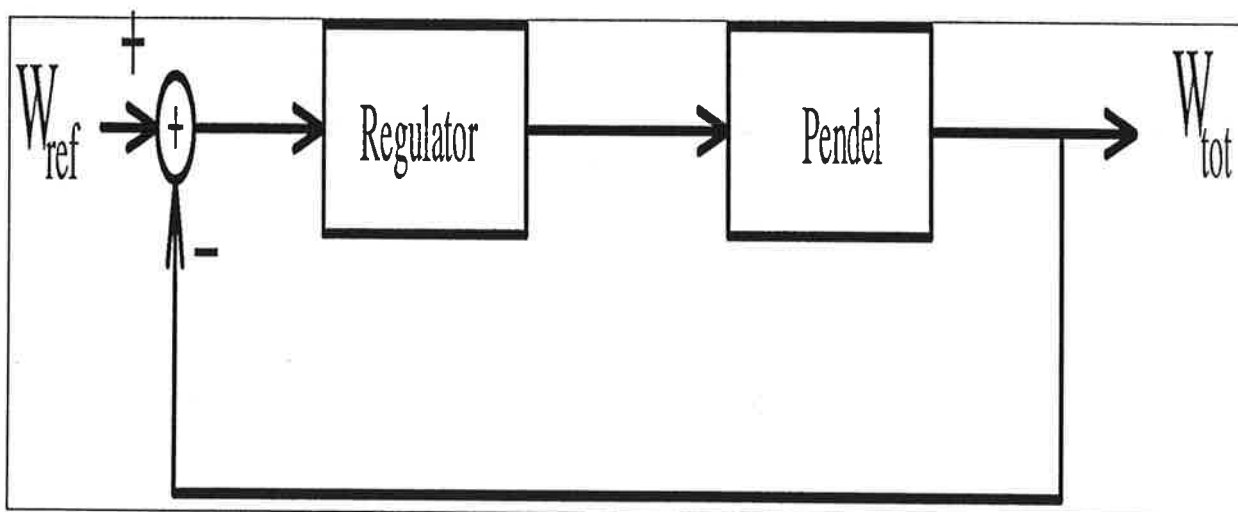 +
W_ref
+
Regulator
Pendel
W_tot
-